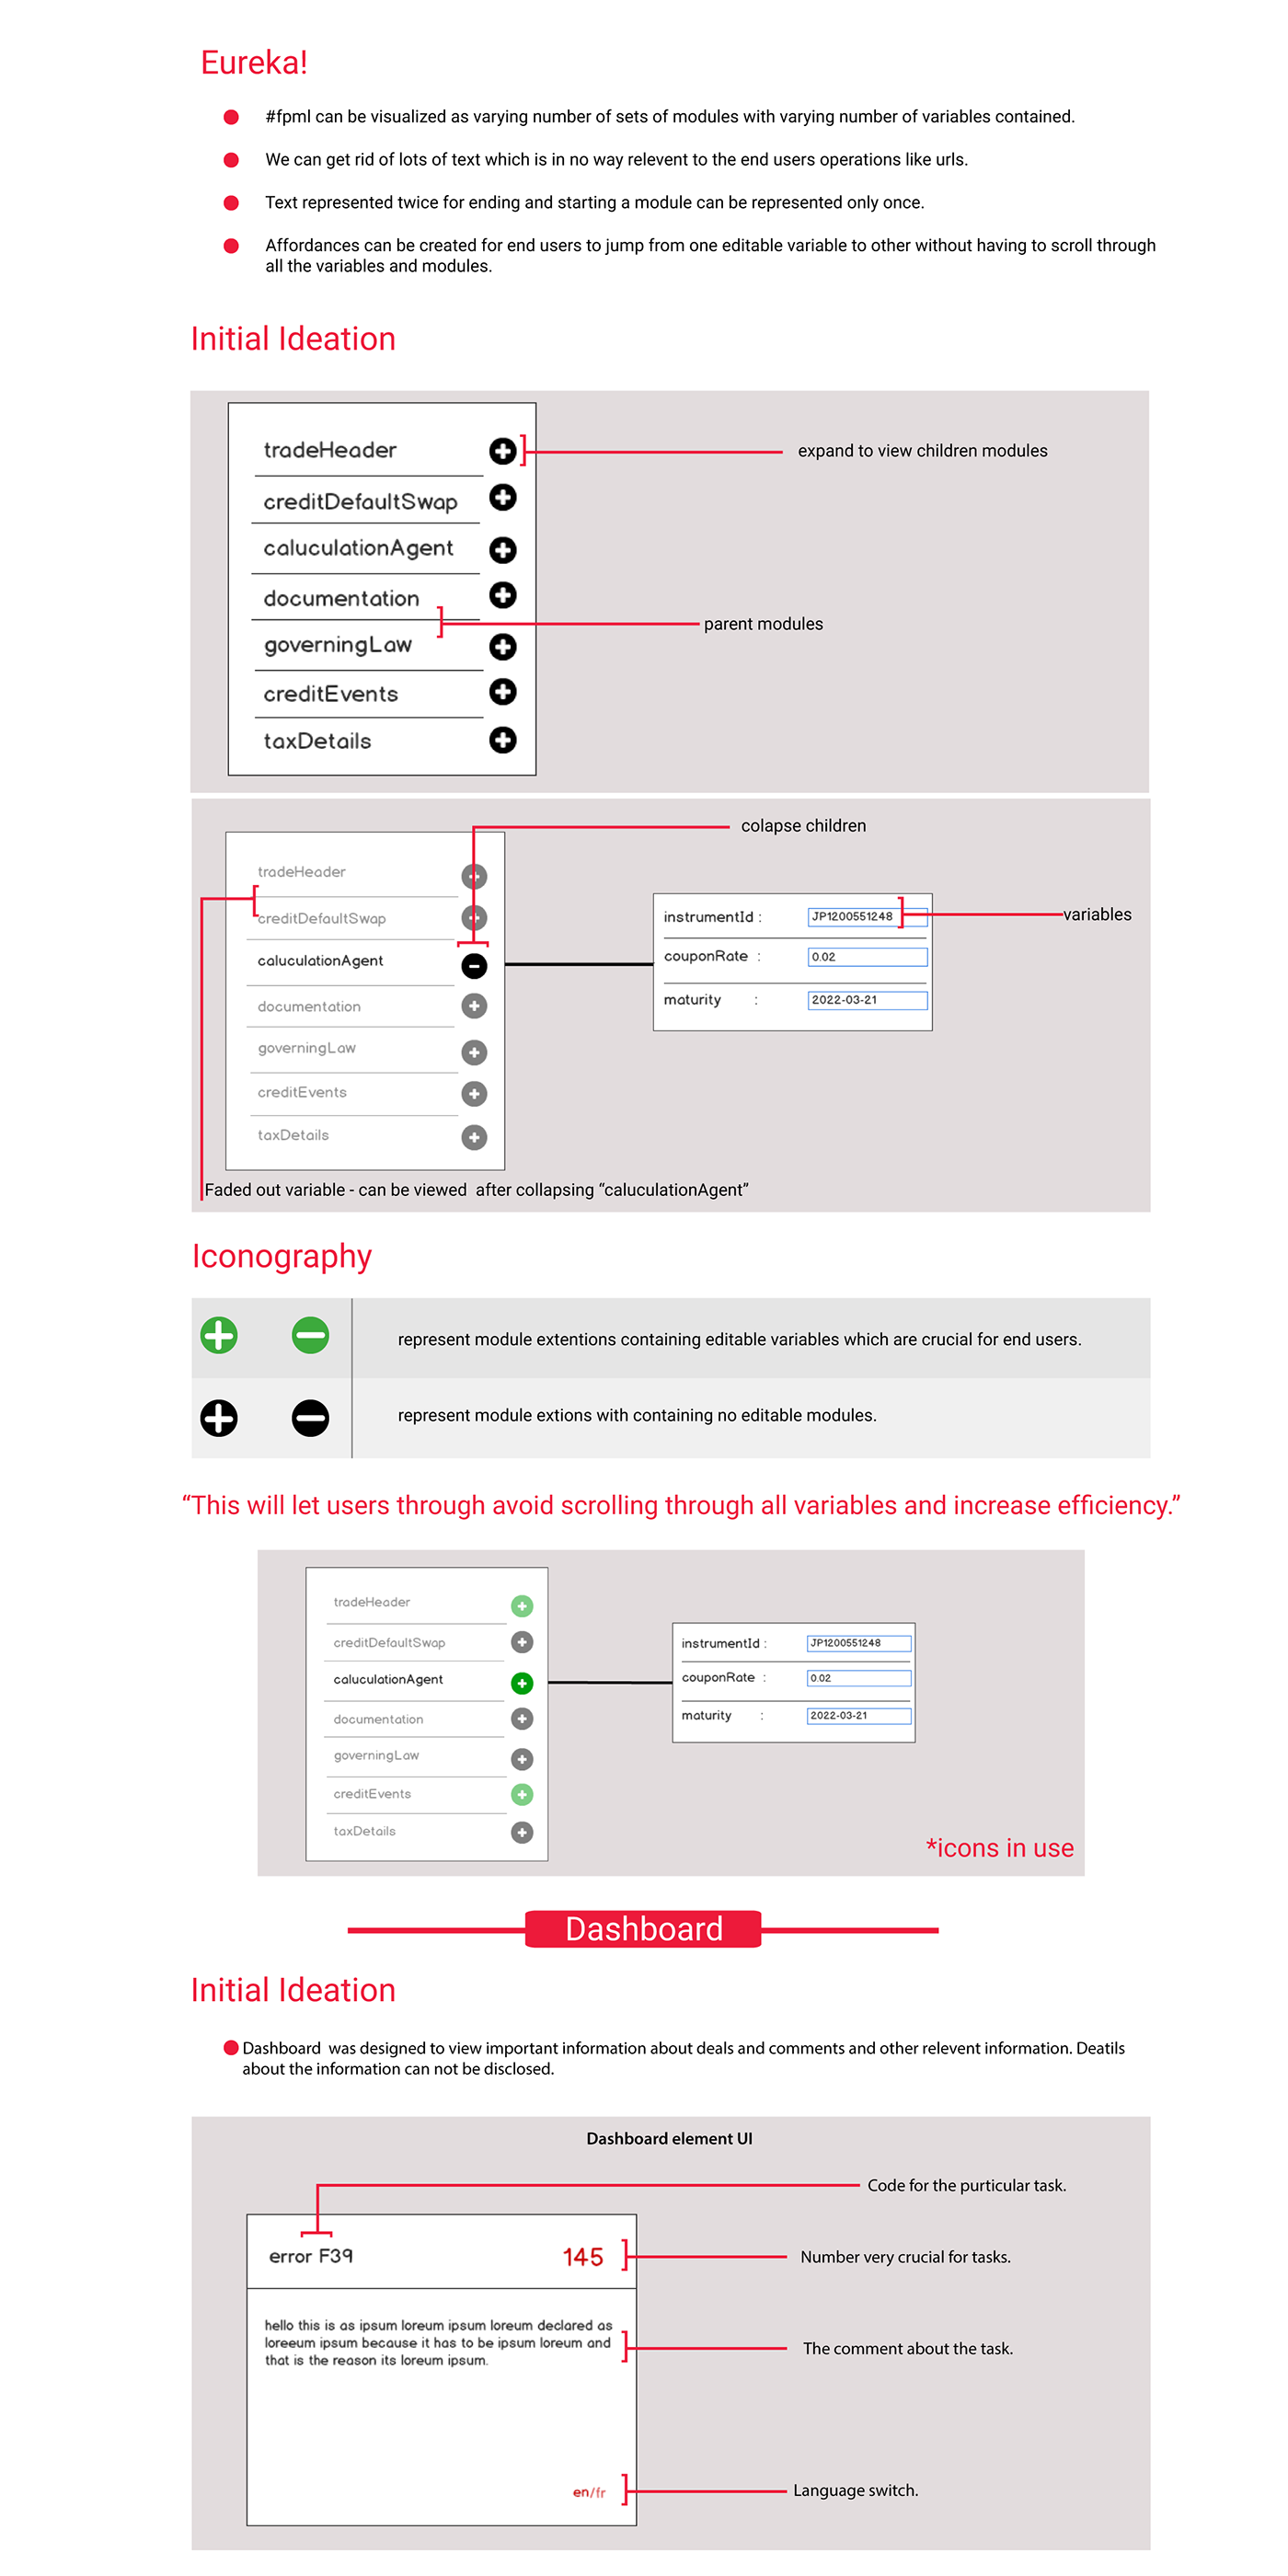 Eureka!
#fpml can be visualized as varying number of sets of modules with varying number of variables contained.
We can get rid of lots of text which is in no way relevent to the end users operations like urls.
Text represented twice for ending and starting a module can be represented only once.
Affordances can be created for end users to jump from one editable variable to other without having to scroll through
all the variables and modules.
Initial Ideation
tradeHeader
expand to view children modules
creditDefaultSwap
caluculationAgent
documentation
parent modules
governingLaw
creditEvents
taxDetails
colapse children
tradeHeader
creditDefaultSwap
caluculationAgent
documentation
governingLaw
creditEvents
taxDetails
instrumentId : JP1200551248
variables
couponRate : 0.02
maturity : 2022-03-21
Faded out variable - can be viewed after collapsing “caluculationAgent”
Iconography
represent module extentions containing editable variables which are crucial for end users.
represent module extions with containing no editable modules.
“This will let users through avoid scrolling through all variables and increase efficiency.”
tradeHeader
creditDefaultSwap
caluculationAgent
documentation
governingLaw
creditEvents
taxDetails
instrumentId : JP1200551248
couponRate : 0.02
maturity : 2022-03-21
*icons in use
Dashboard
Initial Ideation
Dashboard was designed to view important information about deals and comments and other relevent information. Deatils
about the information can not be disclosed.
Dashboard element UI
Code for the purticular task.
error F39
145
Number very crucial for tasks.
hello this is as ipsum loreum ipsum loreum declared as
loreeum ipsum because it has to be ipsum loreum and
that is the reason its loreum ipsum.
The comment about the task.
en/fr
Language switch.